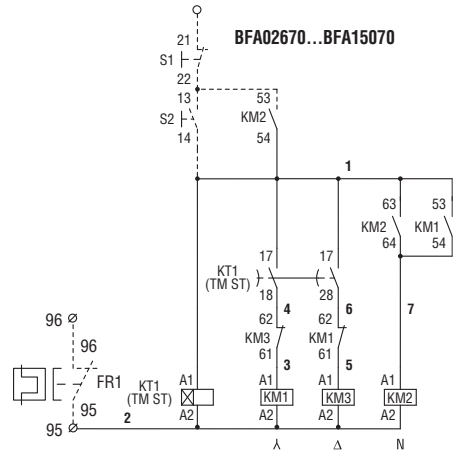 21
BFA02670...BFA15070
S1
22
13
53
S2
KM2
14
54
1
63
53
KM2
KM1
64
54
17
17
KT1
(TM ST)
18
4
28
6
7
62
62
KM3
KM1
61
3
61
5
96
96
FR1
KT1
(TM ST)
A1
A1
A1
A1
KM1
KM3
KM2
95
95
2
A2
A2
A2
A2
⅄
Δ
N